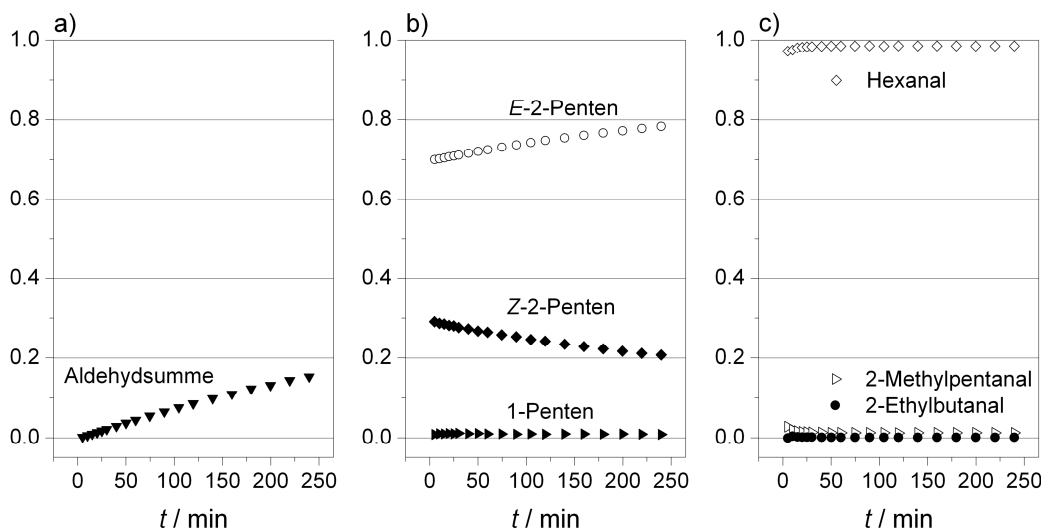 a)
1.0
0.8
0.6
0.4
0.2
0.0
Aldehydsumme
0 50 100 150 200 250
t / min
b)
1.0
0.8
0.6
0.4
0.2
0.0
E-2-Penten
Z-2-Penten
1-Penten
0 50 100 150 200 250
t / min
c)
1.0
0.8
0.6
0.4
0.2
0.0
Hexanal
2-Methylpentanal
2-Ethylbutanal
0 50 100 150 200 250
t / min